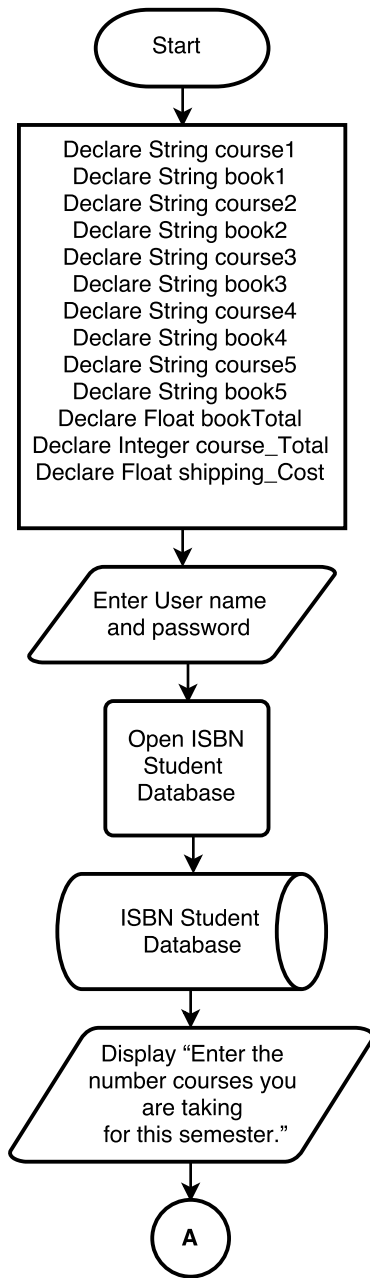 Start
Declare String course1
Declare String book1
Declare String course2
Declare String book2
Declare String course3
Declare String book3
Declare String course4
Declare String book4
Declare String course5
Declare String book5
Declare Float bookTotal
Declare Integer course_Total
Declare Float shipping_Cost
Enter User name
and password
Open ISBN
Student
Database
ISBN Student
Database
Display “Enter the
number courses you
are taking
for this semester.”
A